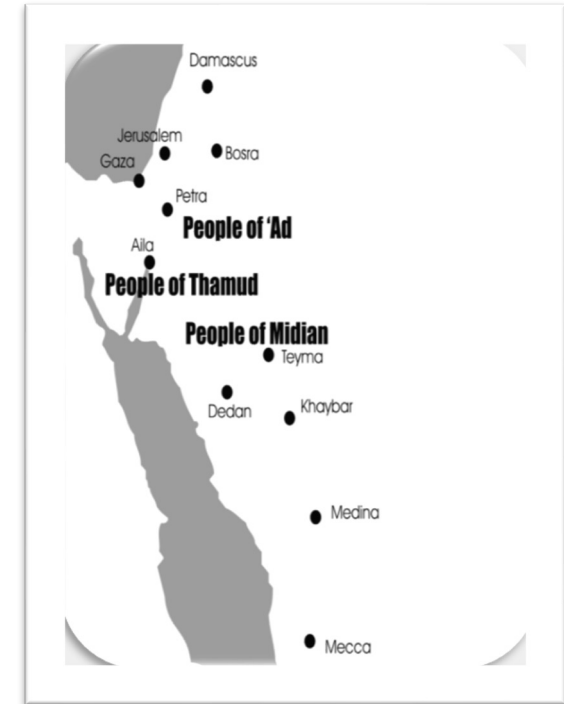 Damascus
Jerusalem
Bosra
Gaza
Petra
People of ‘Ad
Aila
People of Thamud
People of Midian
Teyma
Dedan
Khaybar
Medina
Mecca